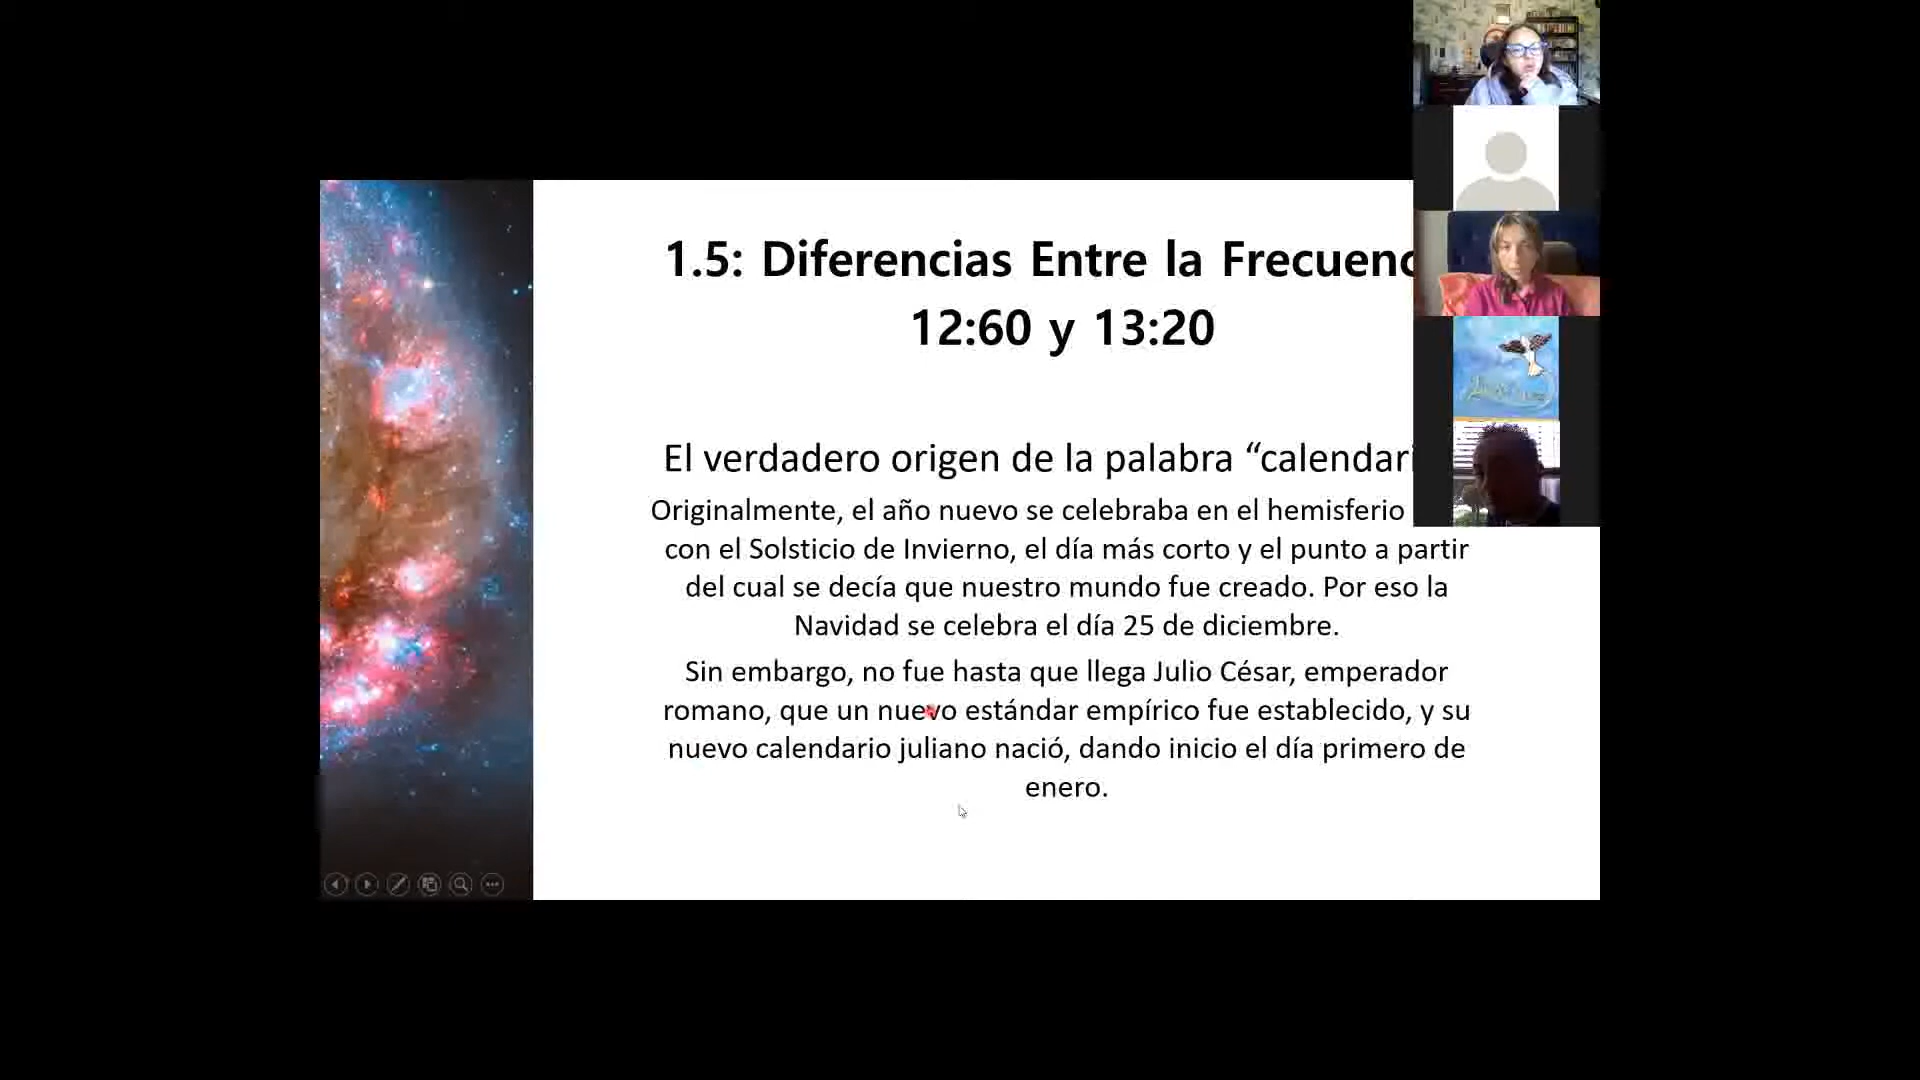 1.5: Diferencias Entre la Frecuenc
12:60 y 13:20
El verdadero origen de la palabra “calendari
Originalmente, el año nuevo se celebraba en el hemisferio
con el Solsticio de Invierno, el día más corto y el punto a partir
del cual se decía que nuestro mundo fue creado. Por eso la
Navidad se celebra el día 25 de diciembre.
Sin embargo, no fue hasta que llega Julio César, emperador
romano, que un nuevo estándar empírico fue establecido, y su
nuevo calendario juliano nació, dando inicio el día primero de
enero.